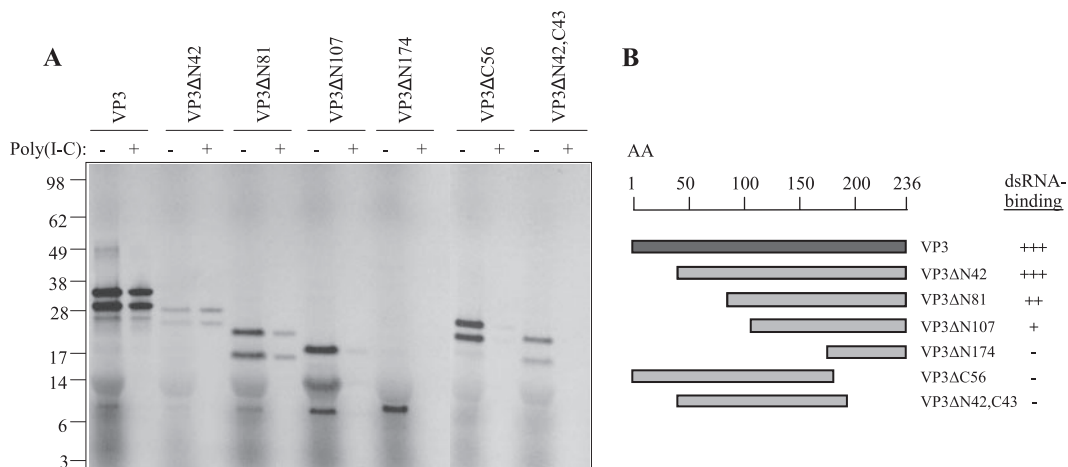 A
VP3 VP3ΔN42 VP3ΔN81 VP3ΔN107 VP3ΔN174 VP3ΔC56 VP3ΔN42,C43
Poly(I-C): - + - + - + - + - + - + - +
98
62
49
38
28
17
14
6
3
B
AA
1 50 100 150 200 236 dsRNA-
binding
VP3 +++
VP3ΔN42 +++
VP3ΔN81 ++
VP3ΔN107 +
VP3ΔN174 -
VP3ΔC56 -
VP3ΔN42,C43 -